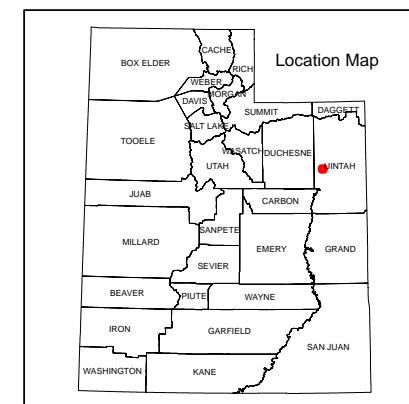 Location Map
BOX ELDER
CACHE
RICH
WEBER
MORGAN
DAVIS
SUMMIT
DAGGETT
SALT LAKE
TOOELE
WASATCH
DUCHESNE
UINTAH
UTAH
JUAB
CARBON
SANPETE
MILLARD
EMERY
GRAND
SEVIER
BEAVER
PIUTE
WAYNE
IRON
GARFIELD
SAN JUAN
WASHINGTON
KANE